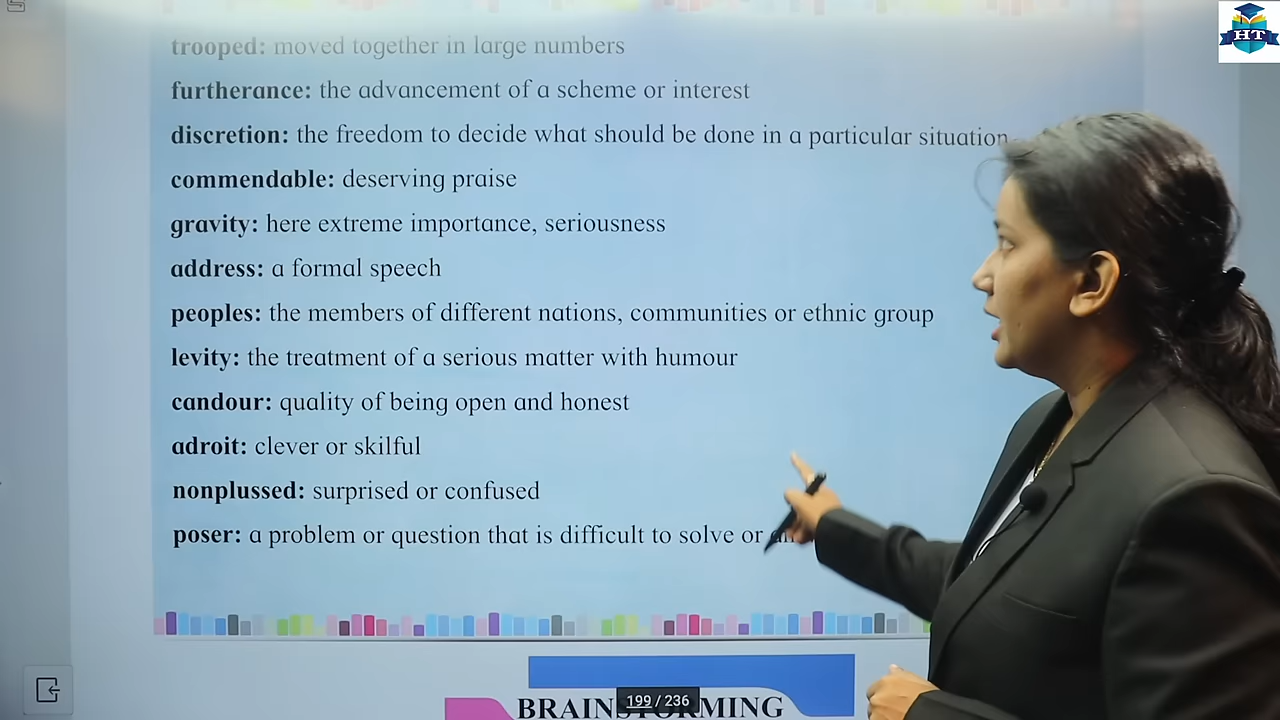 HT
trooped: moved together in large numbers
furtherance: the advancement of a scheme or interest
discretion: the freedom to decide what should be done in a particular situation
commendable: deserving praise
gravity: here extreme importance, seriousness
address: a formal speech
peoples: the members of different nations, communities or ethnic group
levity: the treatment of a serious matter with humour
candour: quality of being open and honest
adroit: clever or skilful
nonplussed: surprised or confused
poser: a problem or question that is difficult to solve or
199 / 236
BRAINSTORMING